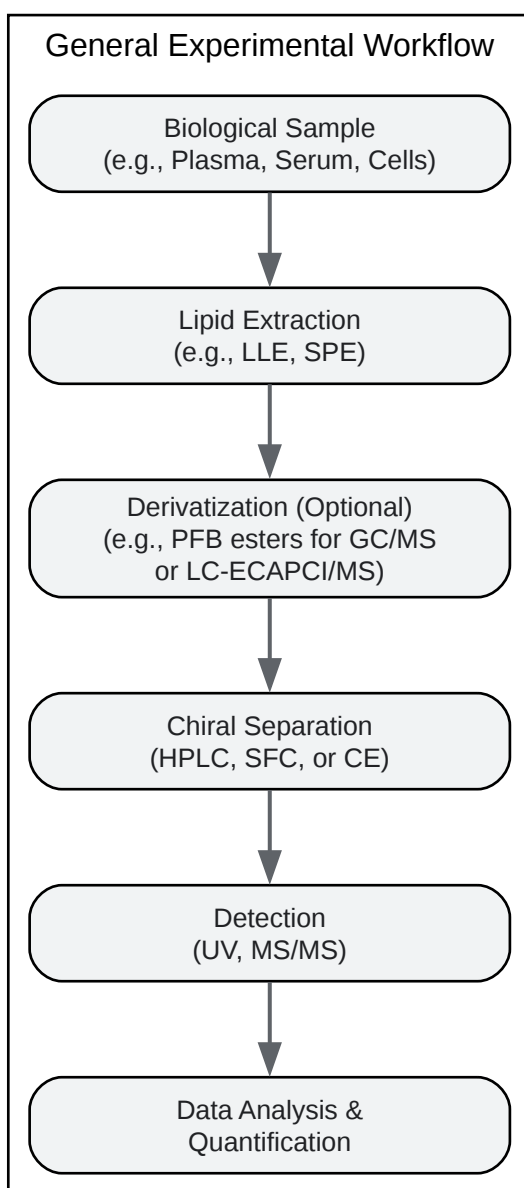 General Experimental Workflow
Biological Sample
(e.g., Plasma, Serum, Cells)
Lipid Extraction
(e.g., LLE, SPE)
Derivatization (Optional)
(e.g., PFB esters for GC/MS
or LC-ECAPCI/MS)
Chiral Separation
(HPLC, SFC, or CE)
Detection
(UV, MS/MS)
Data Analysis &
Quantification